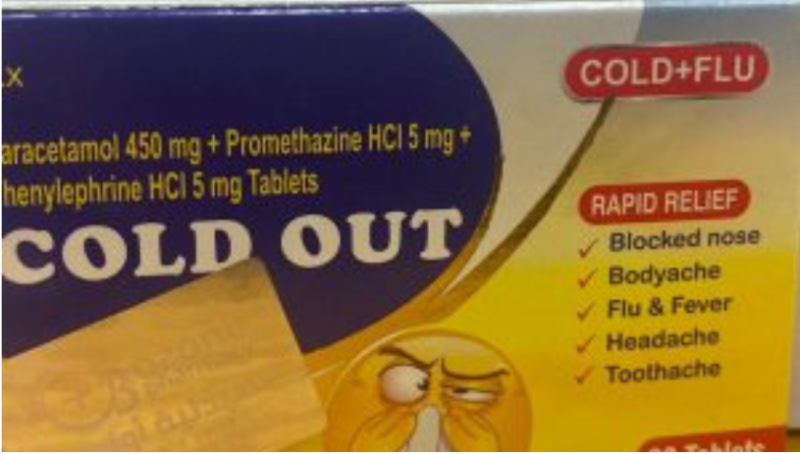 .x
aracetamol 450 mg + Promethazine HCl 5 mg +
henylephrine HCl 5 mg Tablets
COLD OUT
COLD+FLU
RAPID RELIEF
✓ Blocked nose
✓ Bodyache
✓ Flu & Fever
✓ Headache
✓ Toothache
Tablets